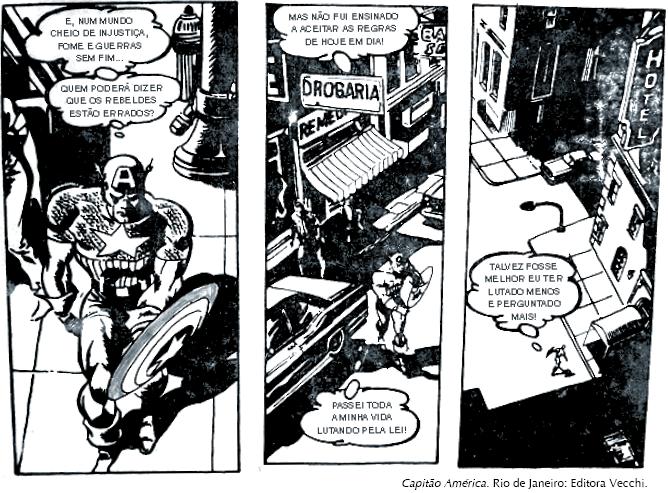 E, NUM MUNDO
CHEIO DE INJUSTIÇA,
FOME E GUERRAS
SEM FIM...
QUEM PODERÁ DIZER
QUE OS REBELDES
ESTÃO ERRADOS?
A
MAS NÃO FUI ENSINADO
A ACEITAR AS REGRAS
DE HOJE EM DIA!
DROGARIA
PASSEI TODA
A MINHA VIDA
LUTANDO PELA LEI!
HOTEL
TALVEZ FOSSE
MELHOR EU TER
LUTADO MENOS
E PERGUNTADO
MAIS!
Capitão América. Rio de Janeiro: Editora Vecchi.